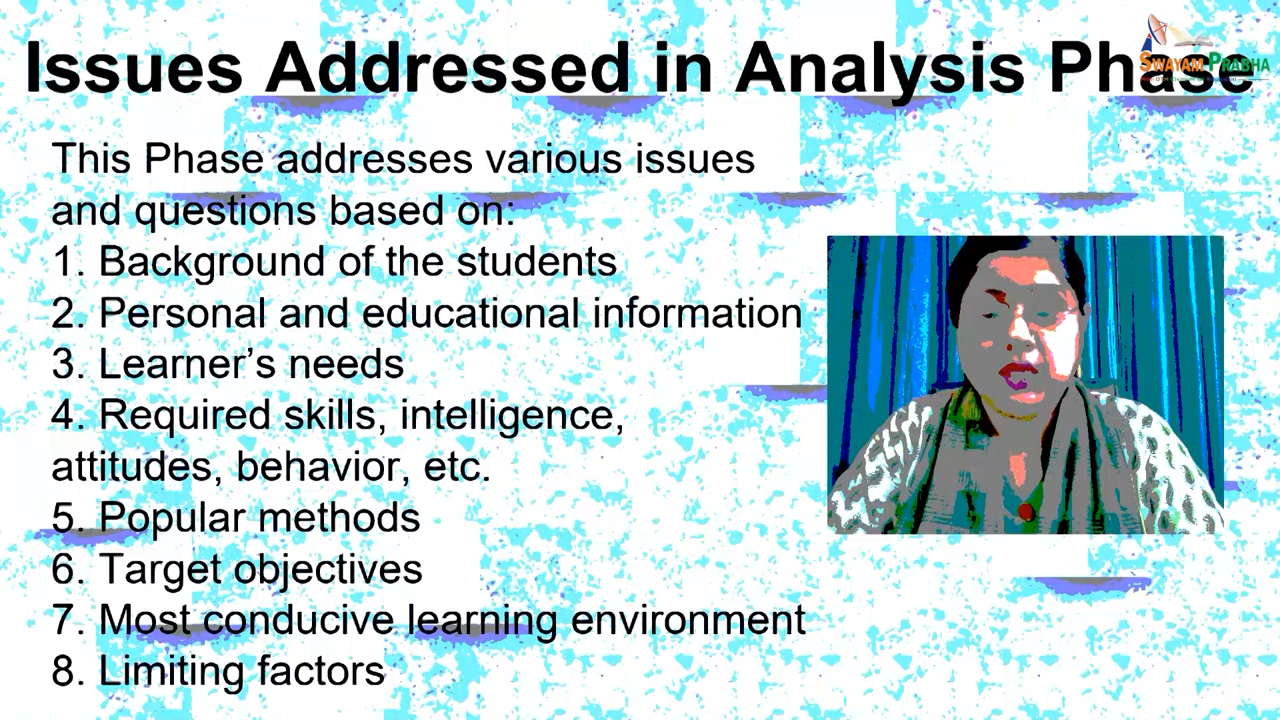 Issues Addressed in Analysis Phase
SWAYAM PRABHA
This Phase addresses various issues
and questions based on:
1. Background of the students
2. Personal and educational information
3. Learner’s needs
4. Required skills, intelligence,
attitudes, behavior, etc.
5. Popular methods
6. Target objectives
7. Most conducive learning environment
8. Limiting factors